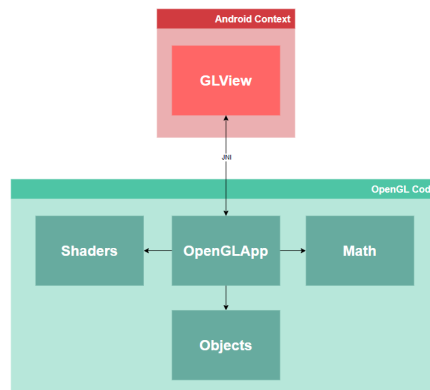 Android Context
GLView
JNI
OpenGL Cod
Shaders
OpenGLApp
Math
Objects